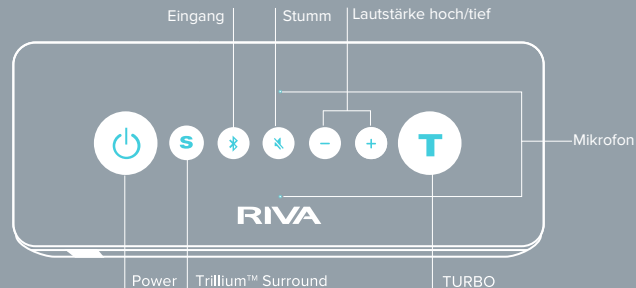 Eingang
Stumm
Lautstärke hoch/tief
S
− +
T
Mikrofon
RIVA
Power
Trillium™ Surround
TURBO